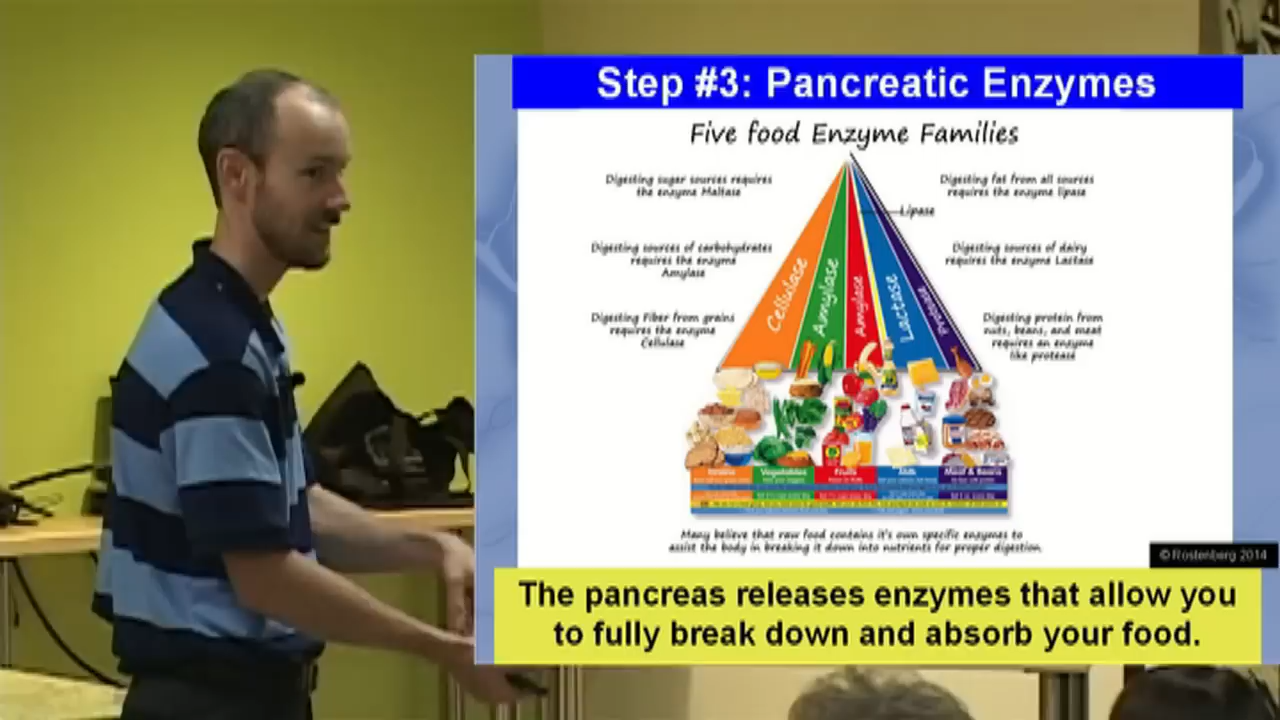 Step #3: Pancreatic Enzymes
Five food Enzyme Families
Digesting sugar sources requires
the enzyme Maltase
Digesting fat from all sources
requires the enzyme lipase
Lipase
Digesting sources of carbohydrates
requires the enzyme
Amylase
Digesting sources of dairy
requires the enzyme Lactase
Digesting Fiber from grains
requires the enzyme
Cellulase
Digesting protein from
nuts, beans, and meat
requires an enzyme
like protease
Cellulase
Amylase
Amylase
Lactase
Protease
Grains
Vegetables
Fruits
Milk
Meat & Beans
Many believe that raw food contains it's own specific enzymes to
assist the body in breaking it down into nutrients for proper digestion.
© Rostenberg 2014
The pancreas releases enzymes that allow you
to fully break down and absorb your food.